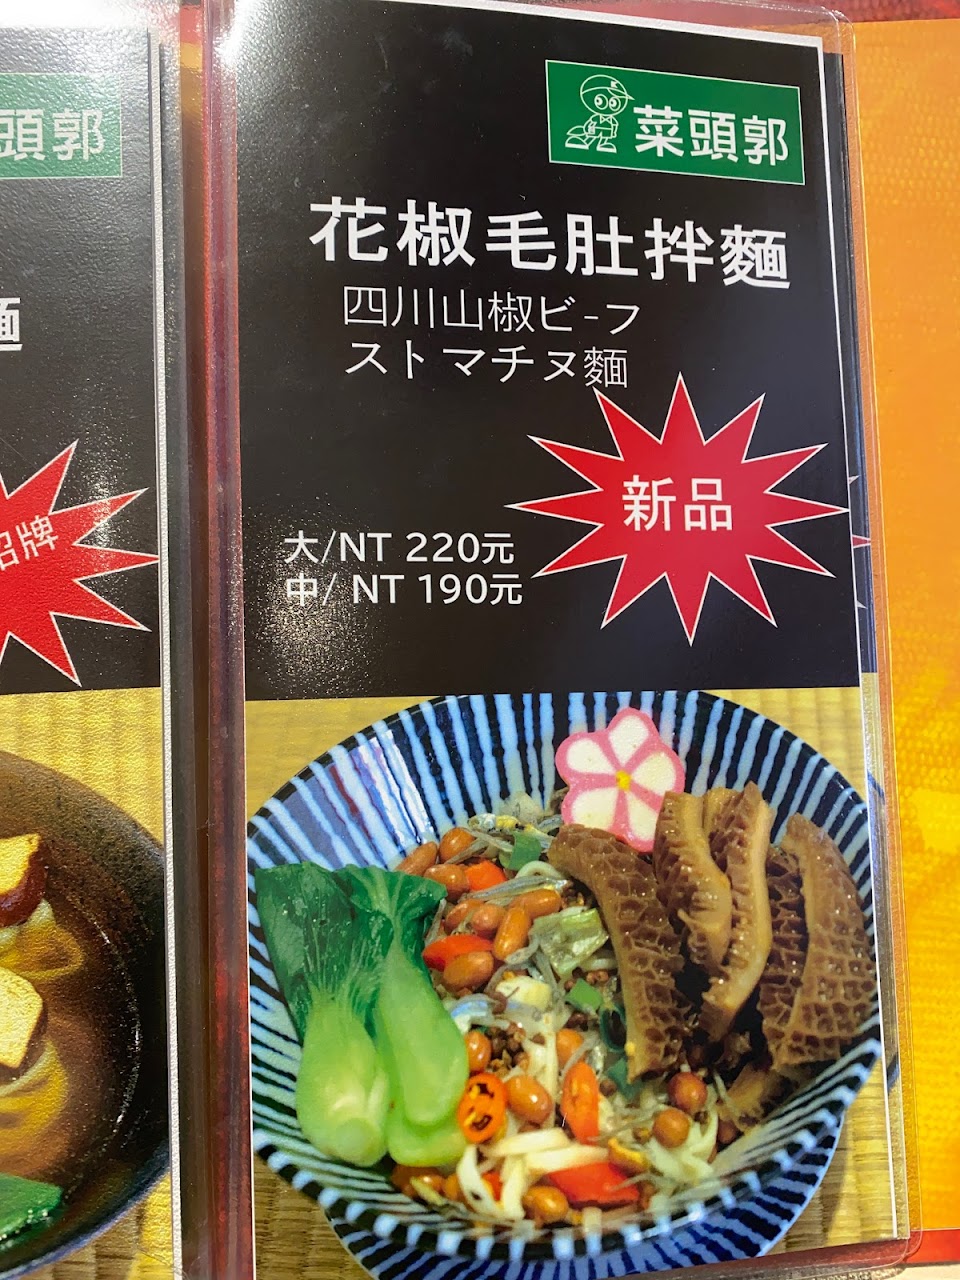 頭郭
麵
招牌
菜頭郭
花椒毛肚拌麵
四川山椒ビ-フ
ストマチヌ麵
新品
大/NT 220元
中/ NT 190元